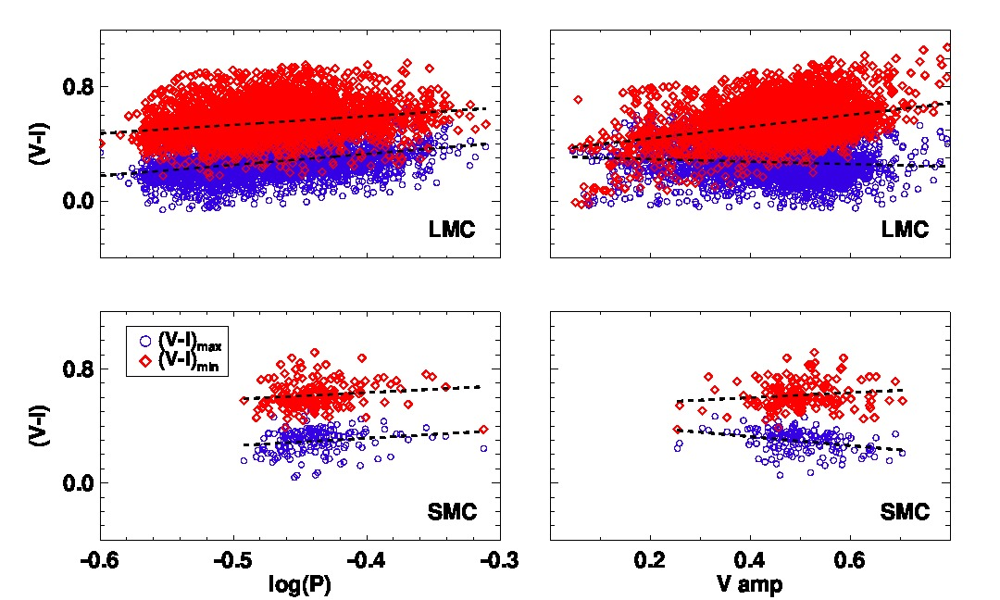 (V-I)
0.8
0.0
LMC
LMC
(V-I)
0.8
0.0
(V-I)max
(V-I)min
SMC
SMC
-0.6 -0.5 -0.4 -0.3
0.2 0.4 0.6
log(P)
V amp